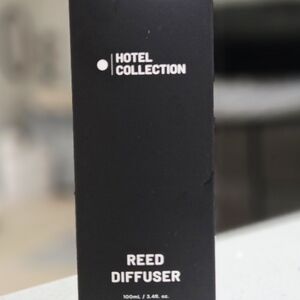 HOTEL
COLLECTION
REED
DIFFUSER
100mL / 3.4fl. oz.